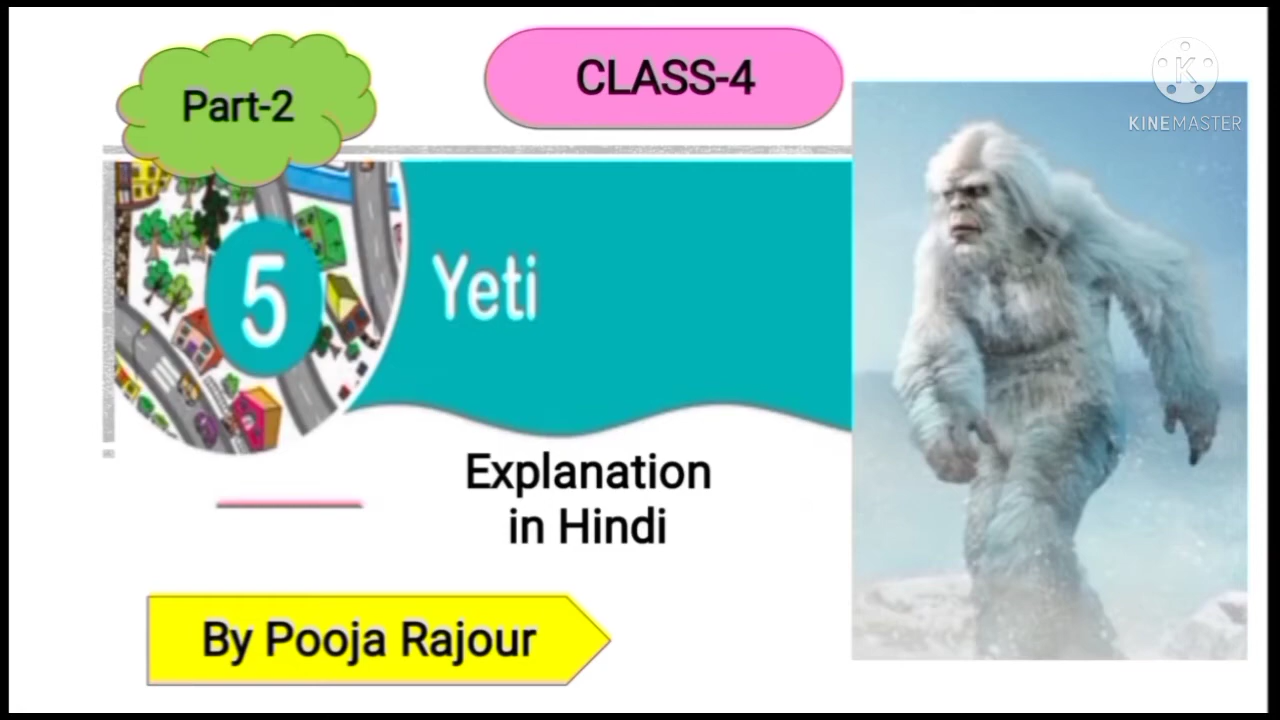 Part-2
CLASS-4
K
KINEMASTER
5
Yeti
Explanation
in Hindi
By Pooja Rajour